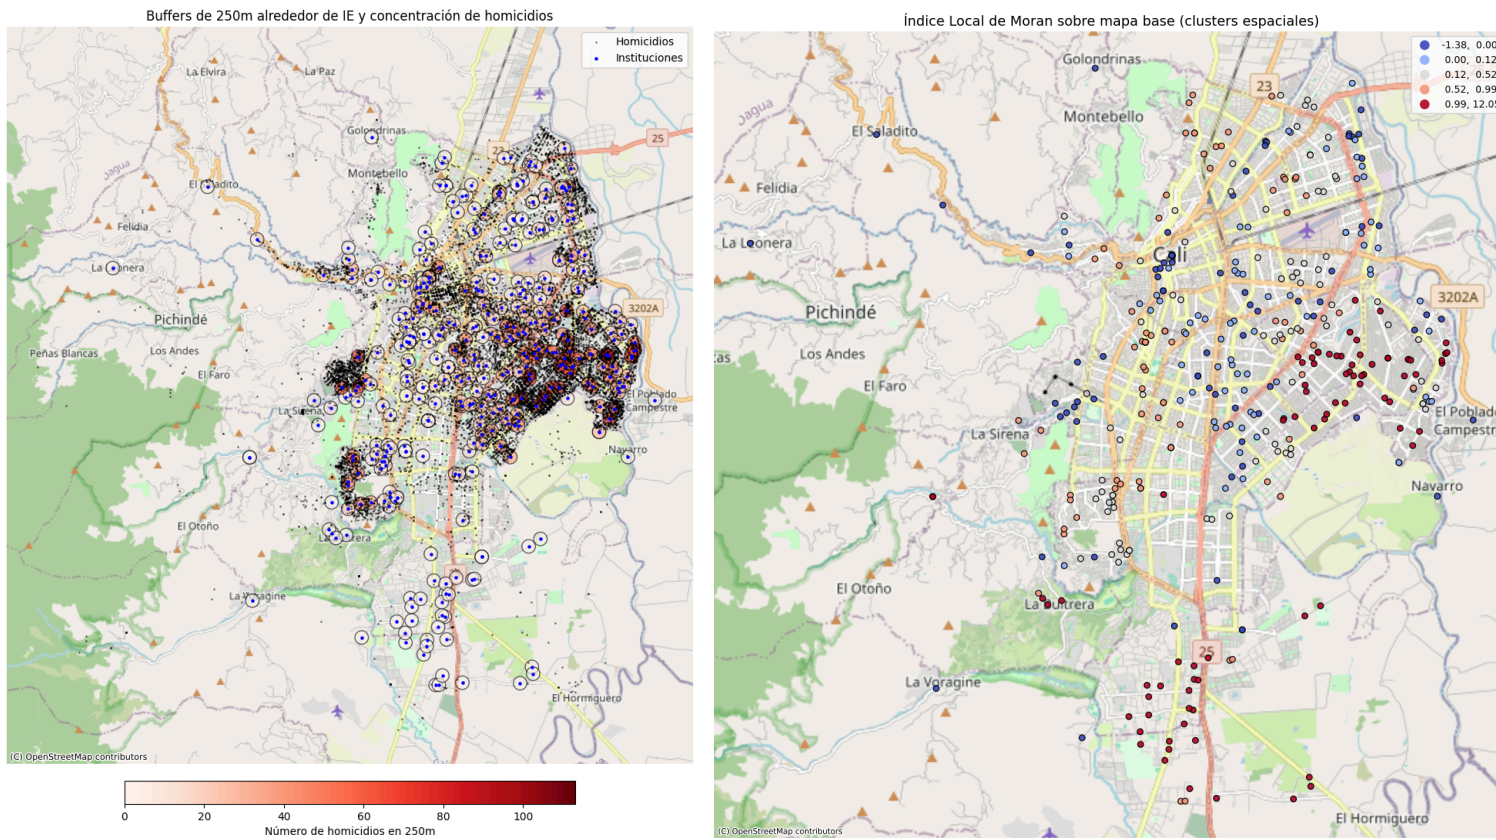 Buffers de 250m alrededor de IE y concentración de homicidios
Homicidios
Instituciones
La Elvira
La Paz
Golondrinas
25
23
Montebello
El Saladito
Felidia
La Leonera
Pichindé
Los Andes
Peñas Blancas
El Faro
3202A
La Sirena
El Poblado
Campestre
Navarro
El Otoño
La Buitrera
La Voragine
El Hormiguero
(C) OpenStreetMap contributors
0
20
40
60
80
100
Número de homicidios en 250m
Índice Local de Moran sobre mapa base (clusters espaciales)
-1.38, 0.00
0.00, 0.12
0.12, 0.52
0.52, 0.99
0.99, 12.05
Golondrinas
23
25
Montebello
Jagua
El Saladito
Felidia
La Leonera
Cali
Pichindé
3202A
Los Andes
cas
El Faro
El Poblado
Campestr
La Sirena
Navarro
El Otoño
La Buitrera
25
La Voragine
El Hormiguero
(C) OpenStreetMap contributors